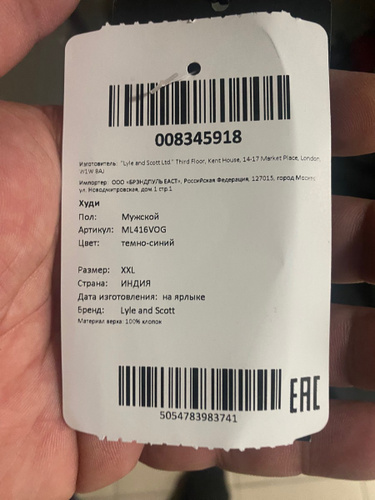 008345918
Изготовитель: "Lyle and Scott Ltd." Third Floor, Kent House, 14-17 Market Place, London,
W1W 8AJ
Импортер: ООО «БРЭНДПУЛЬ ЕАСТ», Российская Федерация, 127015, город Москва
ул. Новодмитровская, дом 1 стр.1
Худи
Пол: Мужской
Артикул: ML416VOG
Цвет: темно-синий
Размер: XXL
Страна: ИНДИЯ
Дата изготовления: на ярлыке
Бренд: Lyle and Scott
Материал верха: 100% хлопок
5054783983741
EAC